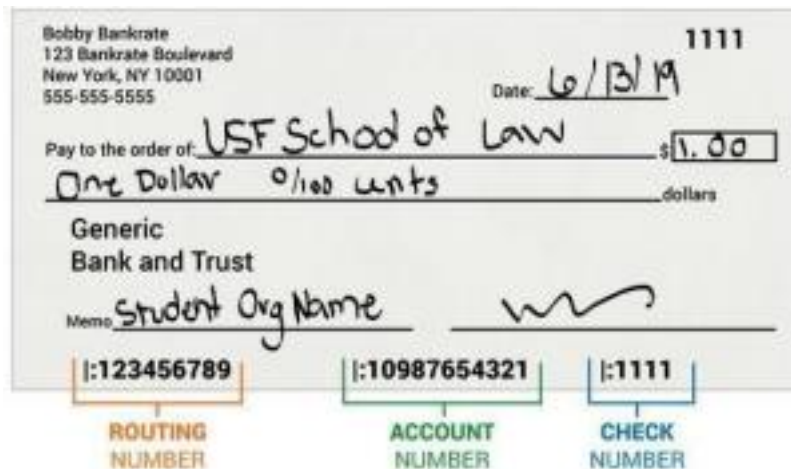 Bobby Bankrate 1111
123 Bankrate Boulevard
New York, NY 10001
555-555-5555
Date: 6/13/19
Pay to the order of: USF School of Law $ 1.00
One Dollar 0/100 cents dollars
Generic
Bank and Trust
Memo Student Org Name
|:123456789 |:10987654321 |:1111
ROUTING ACCOUNT CHECK
NUMBER NUMBER NUMBER